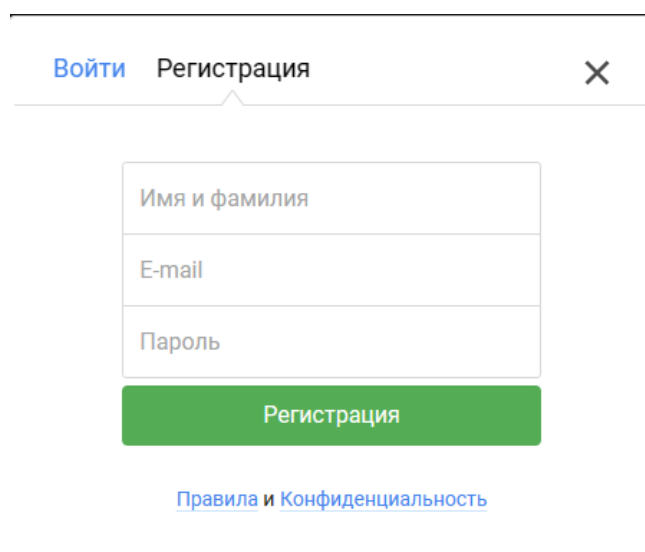 Войти Регистрация
Имя и фамилия
E-mail
Пароль
Регистрация
Правила и Конфиденциальность